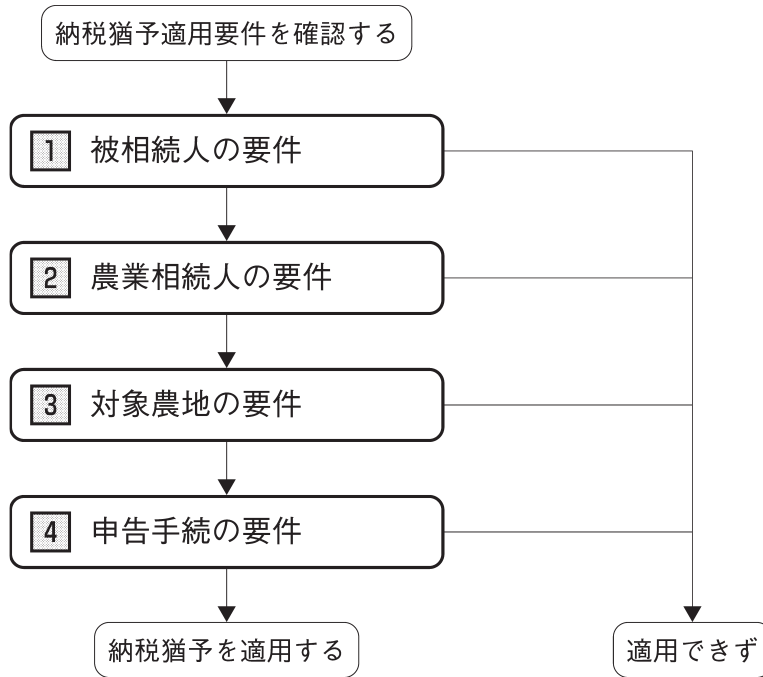 納税猶予適用要件を確認する
1 被相続人の要件
2 農業相続人の要件
3 対象農地の要件
4 申告手続の要件
納税猶予を適用する
適用できず